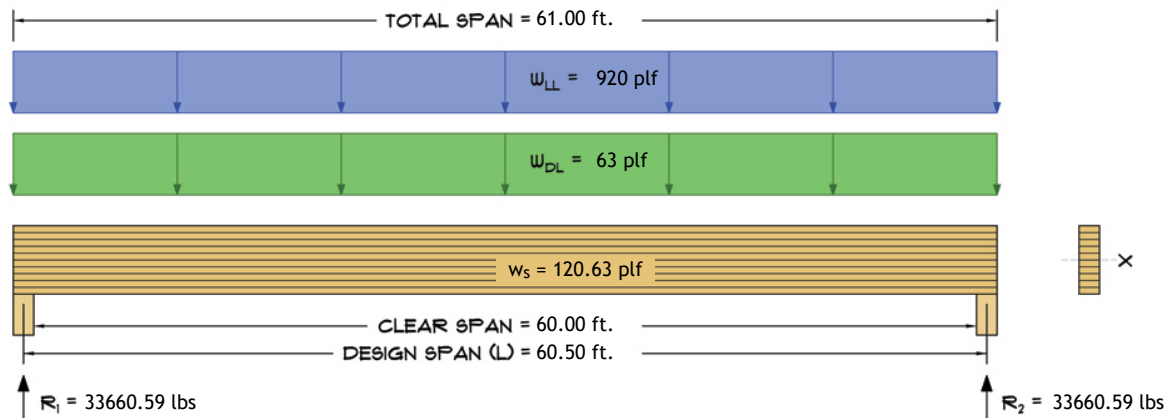 TOTAL SPAN = 61.00 ft.
WLL = 920 plf
WDL = 63 plf
ws = 120.63 plf
X
CLEAR SPAN = 60.00 ft.
DESIGN SPAN (L) = 60.50 ft.
R1 = 33660.59 lbs
R2 = 33660.59 lbs